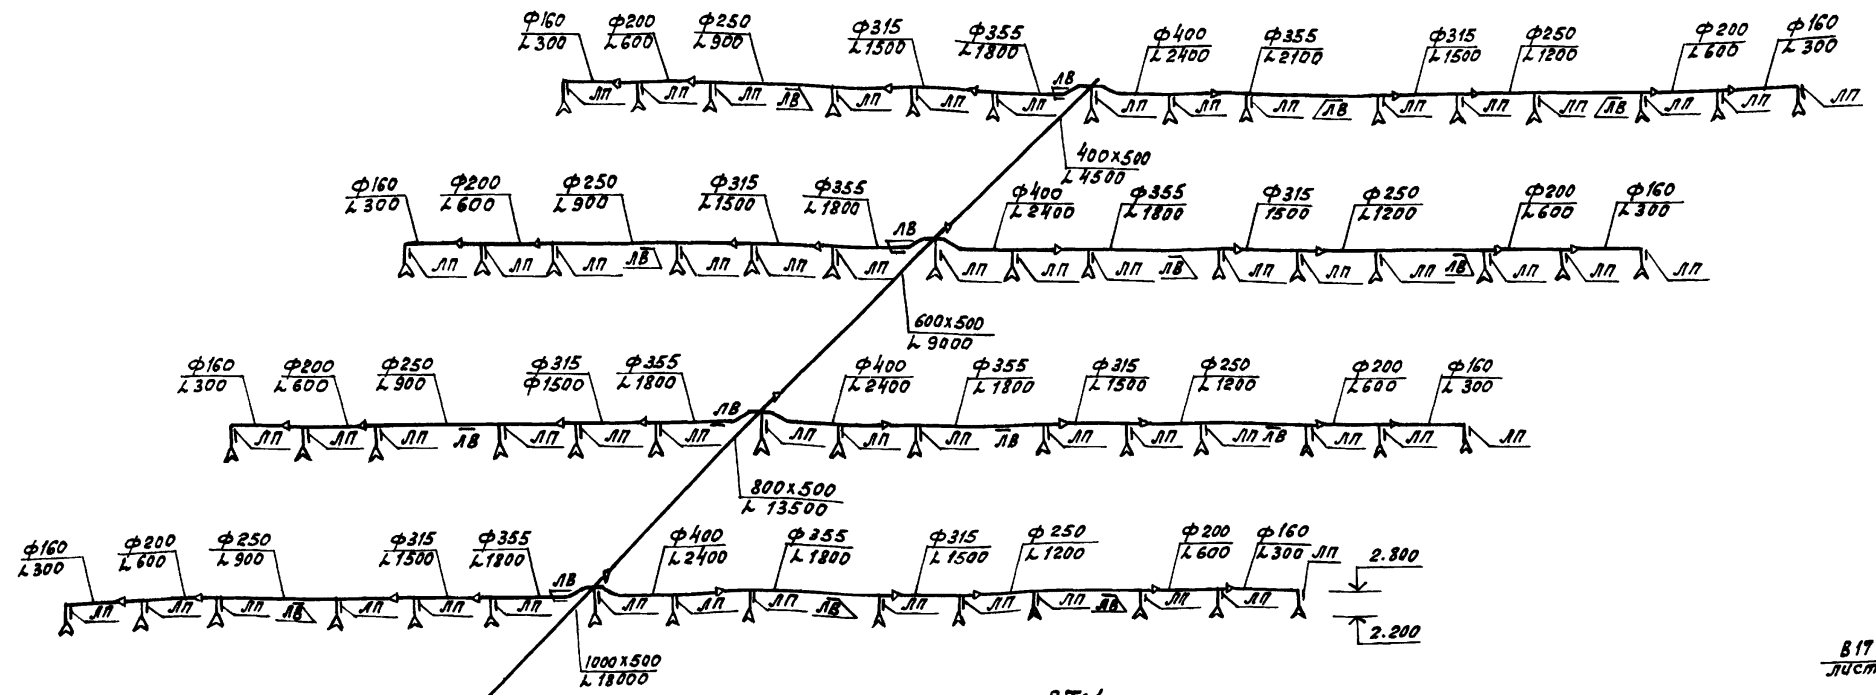 ф160 ф200 ф250 ф315 ф355 ф400 ф355 ф315 ф250 ф200 ф160
L300 L600 L900 L1500 L1800 L2400 L2100 L1500 L1200 L600 L300
ЛВ
ЛП ЛП ЛП ЛВ ЛП ЛП ЛП ЛП ЛП ЛП ЛВ ЛП ЛП ЛП ЛВ ЛП ЛП ЛП
400x500
L4500
ф160 ф200 ф250 ф315 ф355 ф400 ф355 ф315 ф250 ф200 ф160
L300 L600 L900 L1500 L1800 L2400 L1800 1500 L1200 L600 L300
ЛВ
ЛП ЛП ЛП ЛВ ЛП ЛП ЛП ЛП ЛП ЛП ЛВ ЛП ЛП ЛП ЛВ ЛП ЛП ЛП
600x500
L9000
ф160 ф200 ф250 ф315 ф355 ф400 ф355 ф315 ф250 ф200 ф160
L300 L600 L900 ф1500 L1800 L2400 L1800 L1500 L1200 L600 L300
ЛВ
ЛП ЛП ЛП ЛВ ЛП ЛП ЛП ЛП ЛП ЛП ЛВ ЛП ЛП ЛП ЛВ ЛП ЛП ЛП
800x500
L13500
ф160 ф200 ф250 ф315 ф355 ф400 ф355 ф315 ф250 ф200 ф160
L300 L600 L900 L1500 L1800 L2400 L1800 L1500 L1200 L600 L300 ЛП 2.800
ЛВ
ЛП ЛП ЛП ЛВ ЛП ЛП ЛП ЛП ЛП ЛП ЛВ ЛП ЛП ЛП ЛВ ЛП ЛП
2.200
1000x500
L18000
В17
лист